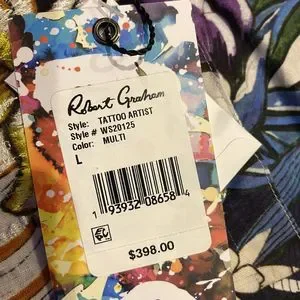 Robert Graham
Style: TATTOO ARTIST
Style # WS20125
Color: MULTI
L
1 93932 08658 4
$398.00